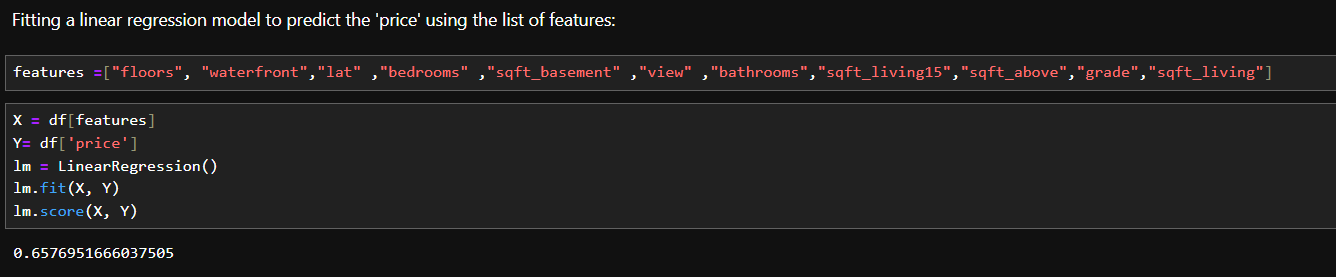 Fitting a linear regression model to predict the 'price' using the list of features:
features =["floors", "waterfront","lat" ,"bedrooms" ,"sqft_basement" ,"view" ,"bathrooms","sqft_living15","sqft_above","grade","sqft_living"]
X = df[features]
Y= df['price']
lm = LinearRegression()
lm.fit(X, Y)
lm.score(X, Y)
0.6576951666037505